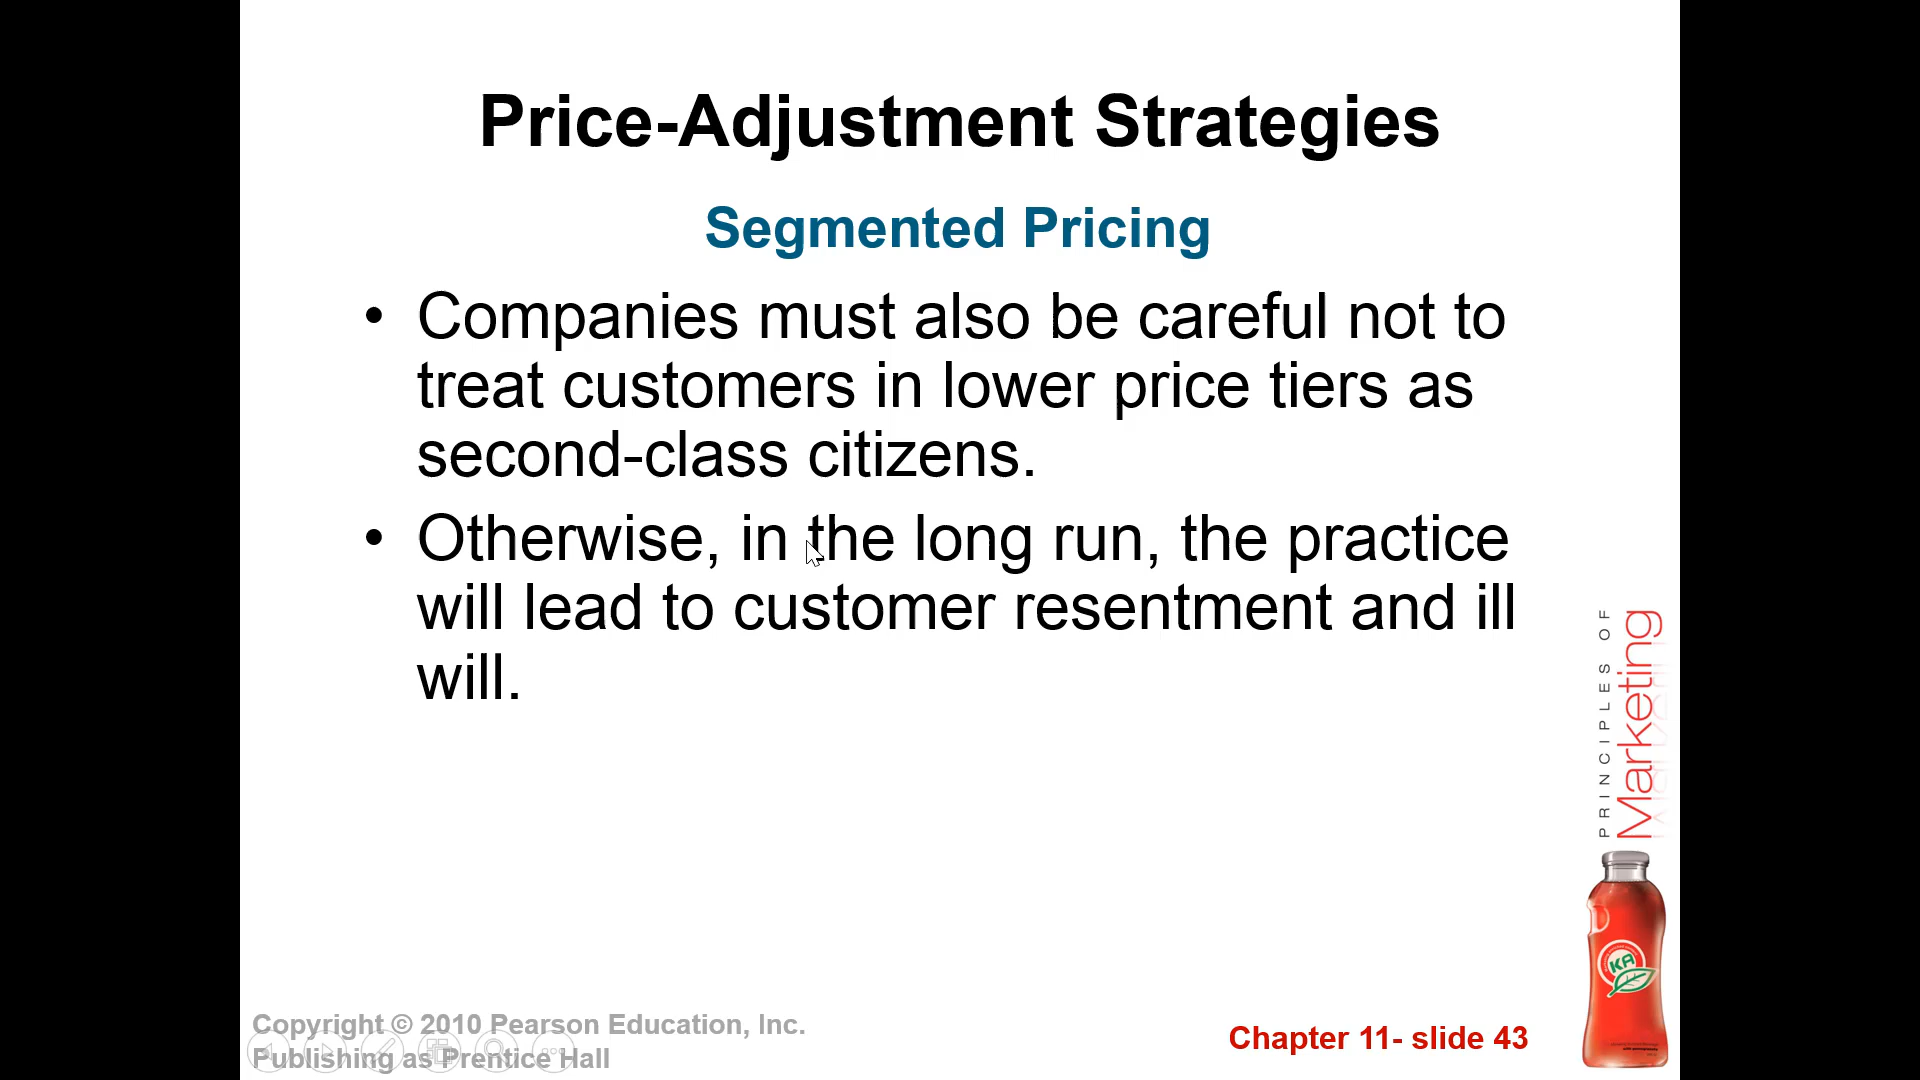 Price-Adjustment Strategies
Segmented Pricing
• Companies must also be careful not to
treat customers in lower price tiers as
second-class citizens.
• Otherwise, in the long run, the practice
will lead to customer resentment and ill
will.
PRINCIPLES OF
Marketing
KA
Copyright © 2010 Pearson Education, Inc.
Publishing as Prentice Hall
Chapter 11- slide 43